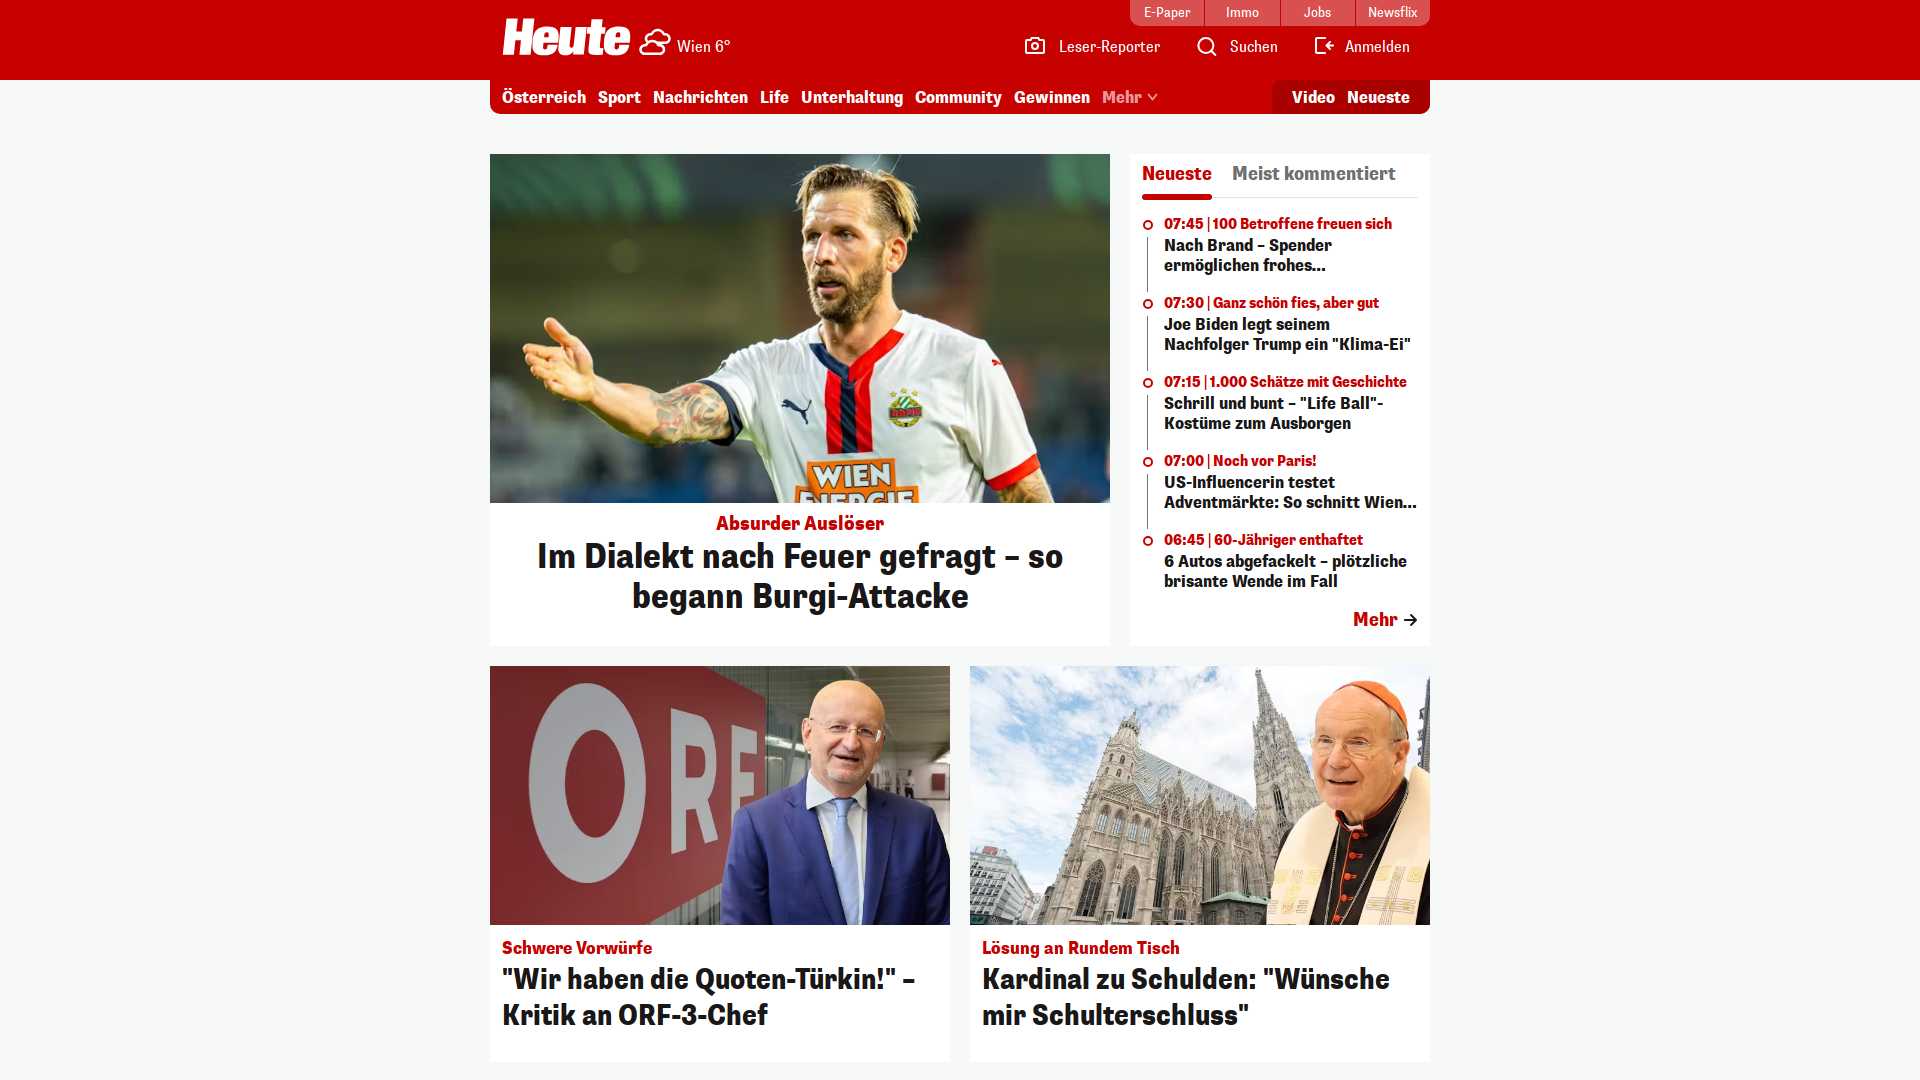 E-Paper
Immo
Jobs
Newsflix
Heute
Wien 6°
Leser-Reporter
Suchen
Anmelden
Österreich
Sport
Nachrichten
Life
Unterhaltung
Community
Gewinnen
Mehr
Video
Neueste
WIEN
ENERGIE
Absurder Auslöser
Im Dialekt nach Feuer gefragt – so
begann Burgi-Attacke
Neueste
Meist kommentiert
07:45 | 100 Betroffene freuen sich
Nach Brand – Spender
ermöglichen frohes...
07:30 | Ganz schön fies, aber gut
Joe Biden legt seinem
Nachfolger Trump ein "Klima-Ei"
07:15 | 1.000 Schätze mit Geschichte
Schrill und bunt – "Life Ball"-
Kostüme zum Ausborgen
07:00 | Noch vor Paris!
US-Influencerin testet
Adventmärkte: So schnitt Wien...
06:45 | 60-Jähriger enthaftet
6 Autos abgefackelt – plötzliche
brisante Wende im Fall
Mehr
ORF
Schwere Vorwürfe
"Wir haben die Quoten-Türkin!" –
Kritik an ORF-3-Chef
Lösung an Rundem Tisch
Kardinal zu Schulden: "Wünsche
mir Schulterschluss"